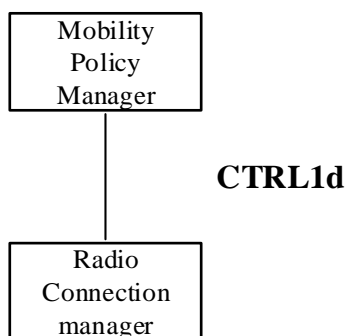 Mobility
Policy
Manager
CTRL1d
Radio
Connection
manager